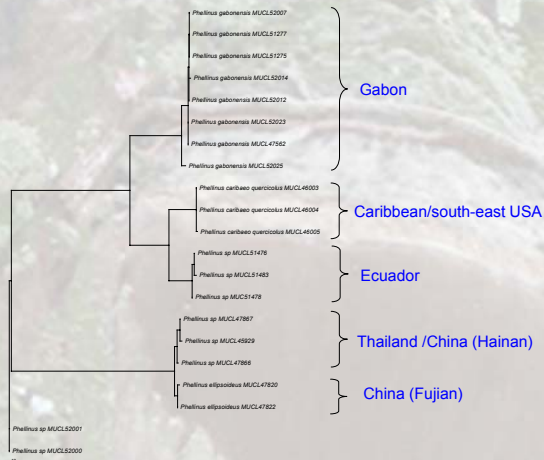 Phellinus gabonensis MUCL52007
Phellinus gabonensis MUCL51277
Phellinus gabonensis MUCL51275
Phellinus gabonensis MUCL52014
Phellinus gabonensis MUCL52012
Phellinus gabonensis MUCL52023
Phellinus gabonensis MUCL47562
Phellinus gabonensis MUCL52025
Gabon
Phellinus caribaeo quercicolus MUCL46003
Phellinus caribaeo quercicolus MUCL46004
Phellinus caribaeo quercicolus MUCL46005
Caribbean/south-east USA
Phellinus sp MUCL51476
Phellinus sp MUCL51483
Phellinus sp MUC51478
Ecuador
Phellinus sp MUCL47867
Phellinus sp MUCL45929
Phellinus sp MUCL47866
Thailand /China (Hainan)
Phellinus ellipsoideus MUCL47820
Phellinus ellipsoideus MUCL47822
China (Fujian)
Phellinus sp MUCL52001
Phellinus sp MUCL52000